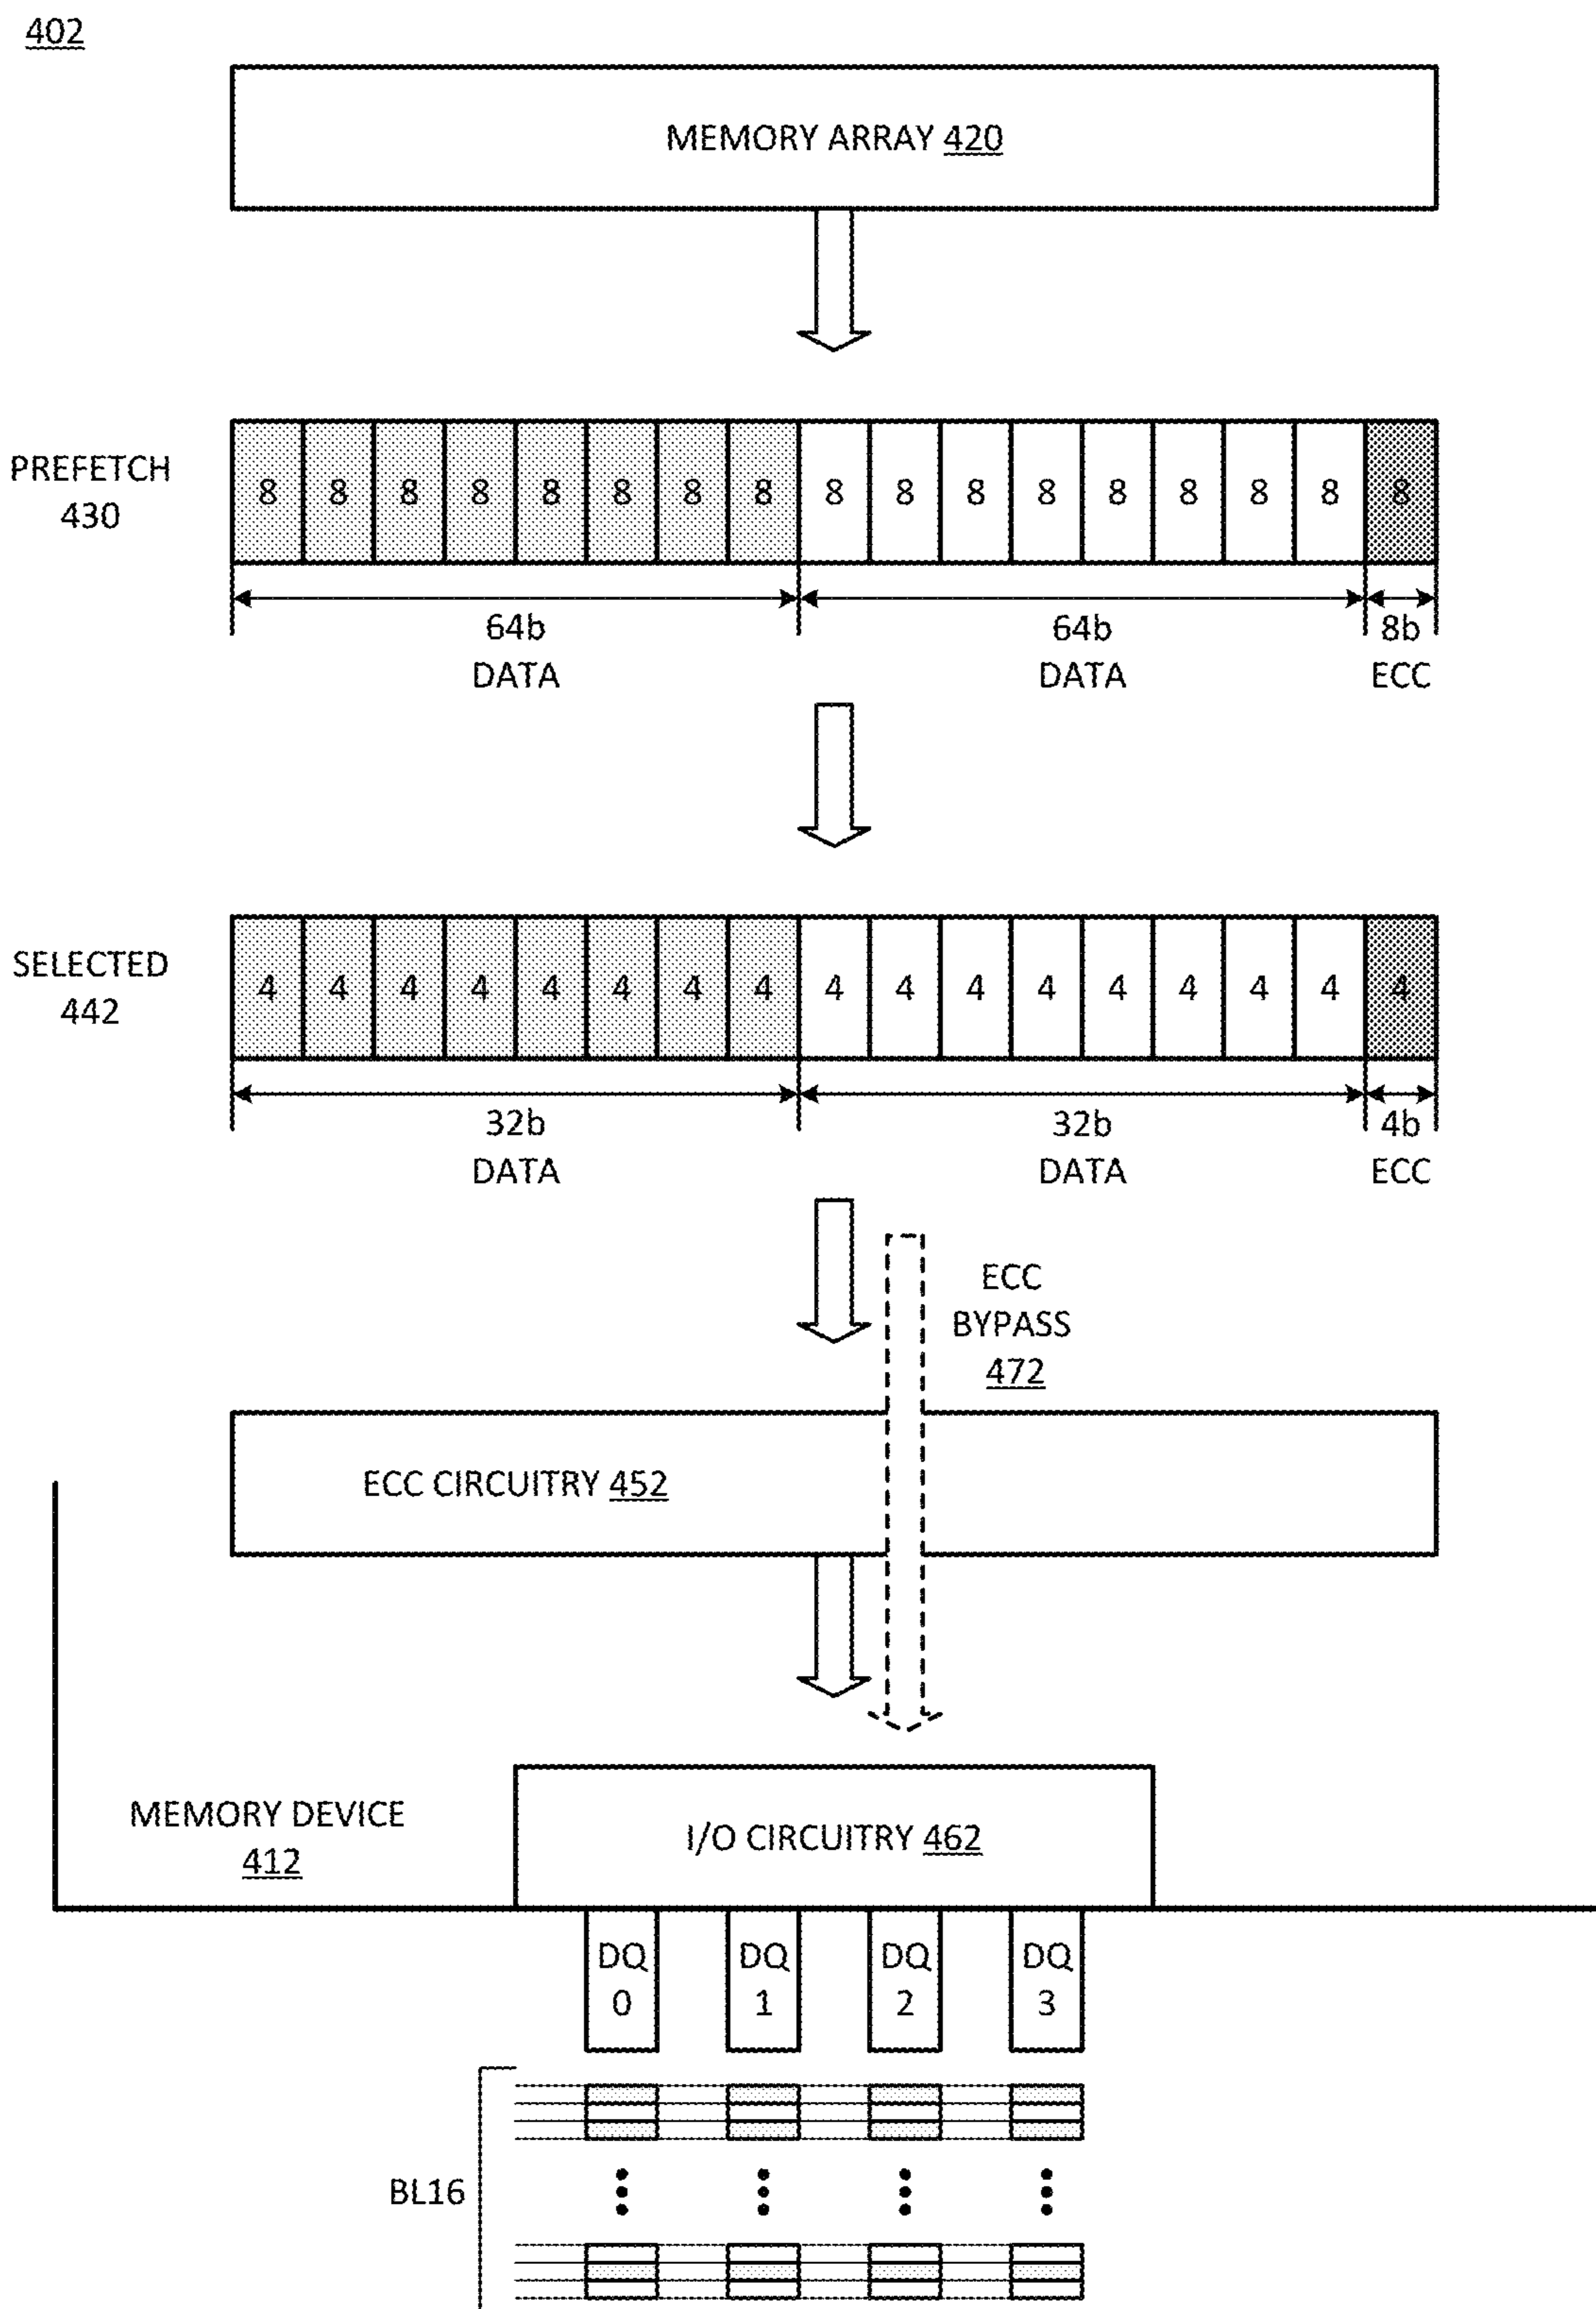 402
MEMORY ARRAY 420
PREFETCH
430
8 8 8 8 8 8 8 8 8 8 8 8 8 8 8 8 8
64b 64b 8b
DATA DATA ECC
SELECTED
442
4 4 4 4 4 4 4 4 4 4 4 4 4 4 4 4 4
32b 32b 4b
DATA DATA ECC
ECC
BYPASS
472
ECC CIRCUITRY 452
MEMORY DEVICE
412
I/O CIRCUITRY 462
DQ DQ DQ DQ
0 1 2 3
BL16